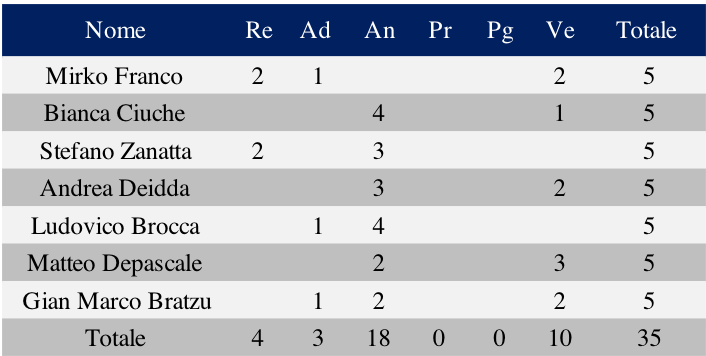 Nome Re Ad An Pr Pg Ve Totale
Mirko Franco 2 1 2 5
Bianca Ciuche 4 1 5
Stefano Zanatta 2 3 5
Andrea Deidda 3 2 5
Ludovico Brocca 1 4 5
Matteo Depascale 2 3 5
Gian Marco Bratzu 1 2 2 5
Totale 4 3 18 0 0 10 35